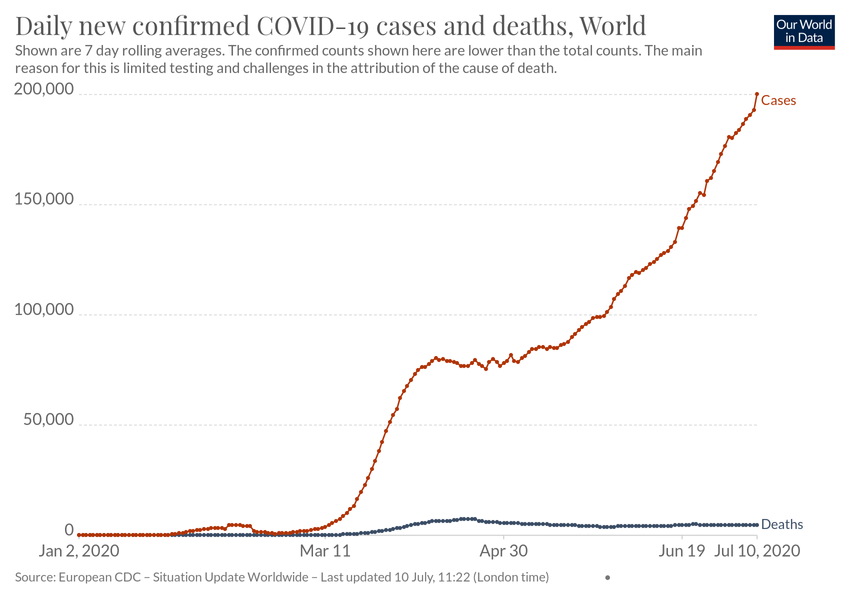 Daily new confirmed COVID-19 cases and deaths, World
Our World
in Data
Shown are 7 day rolling averages. The confirmed counts shown here are lower than the total counts. The main
reason for this is limited testing and challenges in the attribution of the cause of death.
200,000
Cases
150,000
100,000
50,000
0
Deaths
Jan 2, 2020
Mar 11
Apr 30
Jun 19
Jul 10, 2020
Source: European CDC – Situation Update Worldwide – Last updated 10 July, 11:22 (London time)